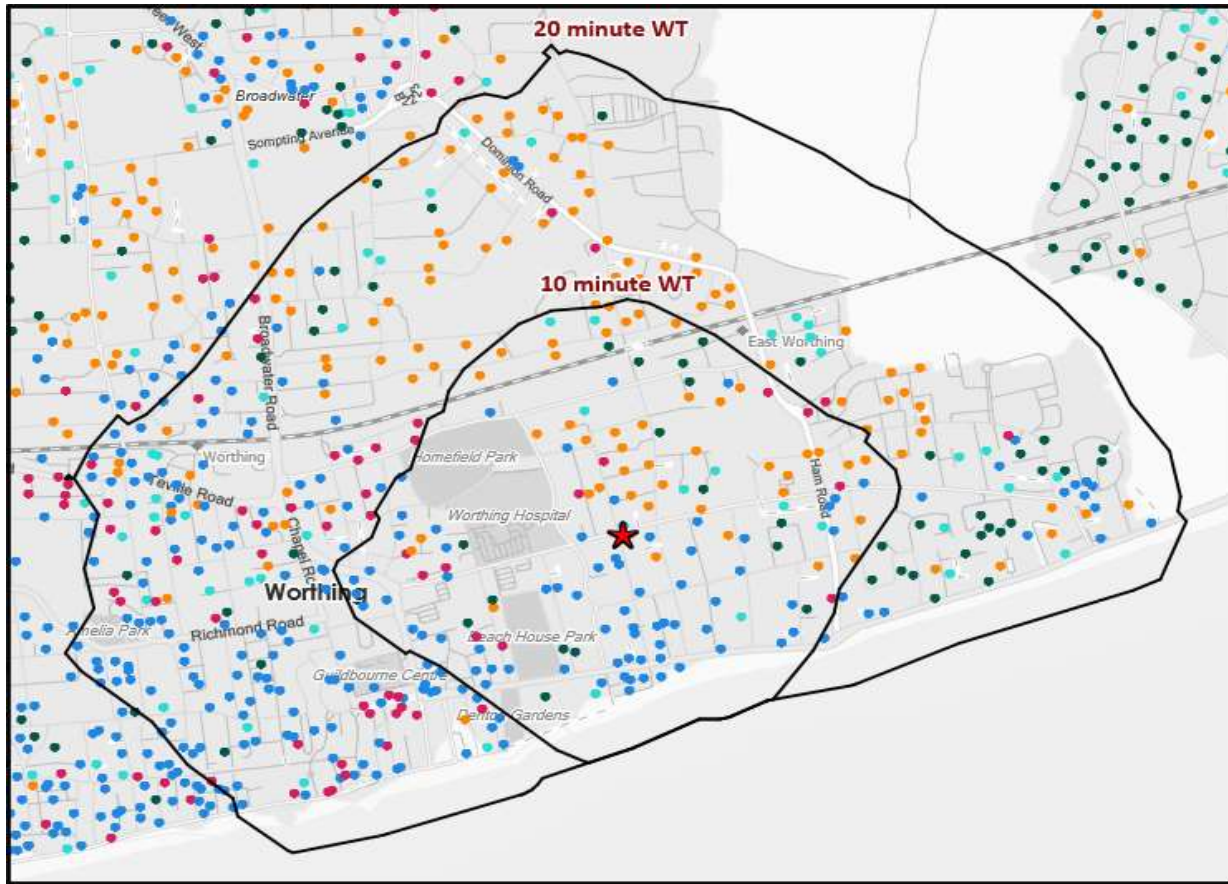 20 minute WT
Broadwater
Sompting Avenue
Dominion Road
10 minute WT
Broadwater Road
East Worthing
Worthing
Homefield Park
Teville Road
Ham Road
Worthing Hospital
Chapel
Worthing
Amelia Park
Richmond Road
Beach House Park
Guildbourne Centre
Denton Gardens